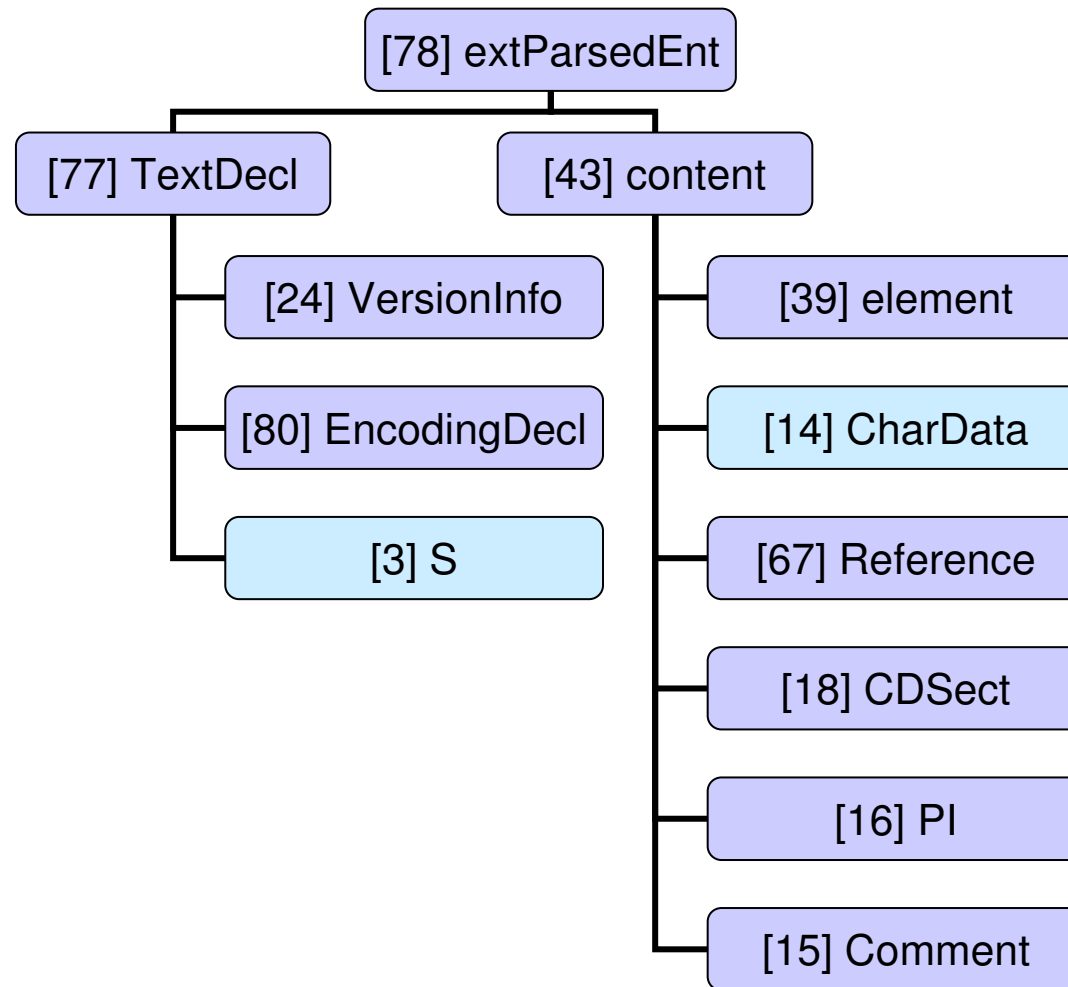 [78] extParsedEnt
[77] TextDecl
[43] content
[24] VersionInfo
[39] element
[80] EncodingDecl
[14] CharData
[3] S
[67] Reference
[18] CDSect
[16] PI
[15] Comment